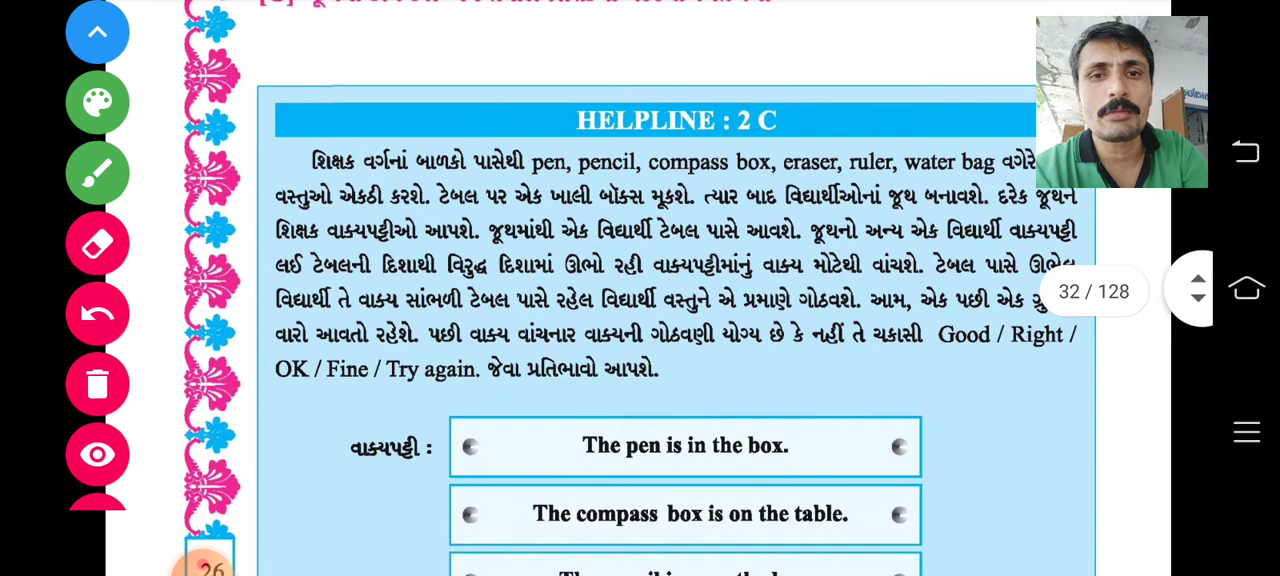 HELPLINE : 2 C
શિક્ષક વર્ગનાં બાળકો પાસેથી pen, pencil, compass box, eraser, ruler, water bag વગેરે
વસ્તુઓ એકઠી કરશે. ટેબલ પર એક ખાલી બૉક્સ મૂકશે. ત્યાર બાદ વિદ્યાર્થીઓનાં જૂથ બનાવશે. દરેક જૂથને
શિક્ષક વાક્યપટ્ટીઓ આપશે. જૂથમાંથી એક વિદ્યાર્થી ટેબલ પાસે આવશે. જૂથનો અન્ય એક વિદ્યાર્થી વાક્યપટ્ટી
લઈ ટેબલની દિશાથી વિરુદ્ધ દિશામાં ઊભો રહી વાક્યપટ્ટીમાંનું વાક્ય મોટેથી વાંચશે. ટેબલ પાસે ઊભેલ
32 / 128
વિદ્યાર્થી તે વાક્ય સાંભળી ટેબલ પાસે રહેલ વિદ્યાર્થી વસ્તુને એ પ્રમાણે ગોઠવશે. આમ, એક પછી એક
વારો આવતો રહેશે. પછી વાક્ય વાંચનાર વાક્યની ગોઠવણી યોગ્ય છે કે નહીં તે ચકાસી Good / Right /
OK / Fine / Try again. જેવા પ્રતિભાવો આપશે.
વાક્યપટ્ટી :
The pen is in the box.
The compass box is on the table.
26